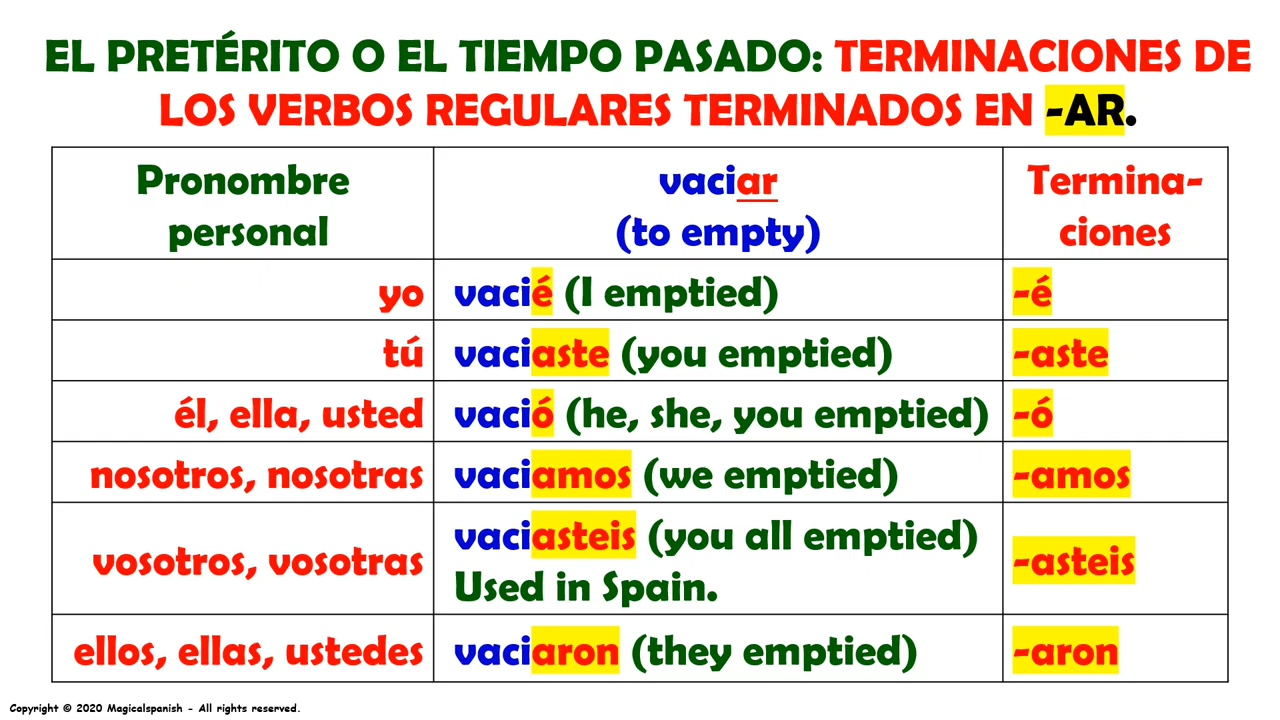 EL PRETÉRITO O EL TIEMPO PASADO: TERMINACIONES DE
LOS VERBOS REGULARES TERMINADOS EN -AR.
Pronombre
personal
vaciar
(to empty)
Termina-
ciones
yo
vacié (I emptied)
-é
tú
vaciaste (you emptied)
-aste
él, ella, usted
vació (he, she, you emptied)
-ó
nosotros, nosotras
vaciamos (we emptied)
-amos
vosotros, vosotras
vaciasteis (you all emptied)
Used in Spain.
-asteis
ellos, ellas, ustedes
vaciaron (they emptied)
-aron
Copyright © 2020 Magicalspanish - All rights reserved.